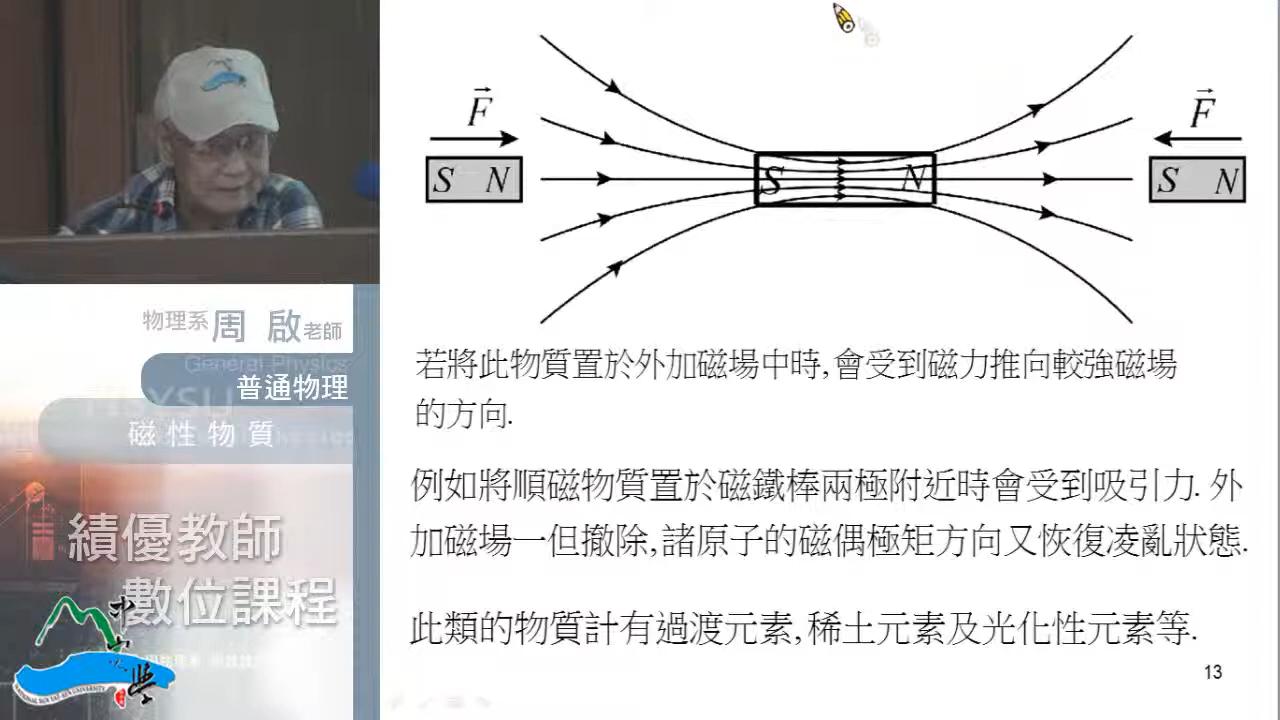 物理系周 啟老師
General Physics
普通物理
磁性物質
績優教師
數位課程
F F
S N S N S N
若將此物質置於外加磁場中時,會受到磁力推向較強磁場
的方向.
例如將順磁物質置於磁鐵棒兩極附近時會受到吸引力. 外
加磁場一但撤除,諸原子的磁偶極矩方向又恢復凌亂狀態.
此類的物質計有過渡元素,稀土元素及光化性元素等.
13